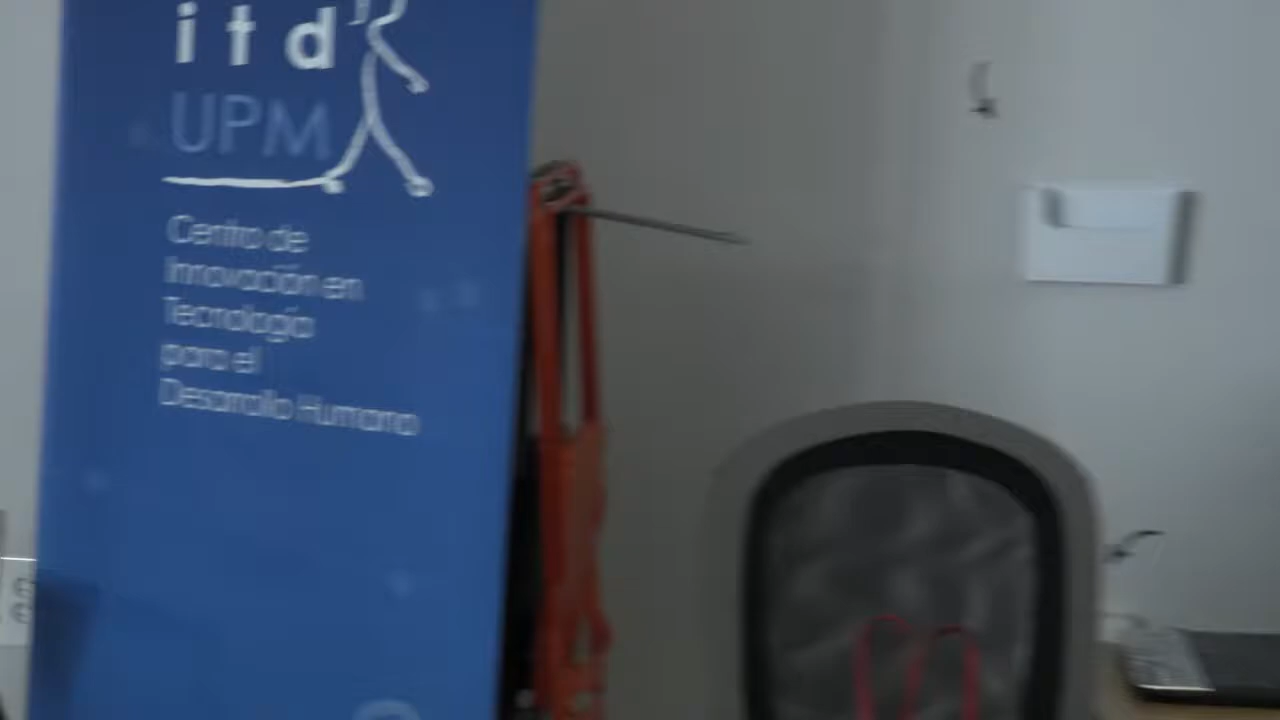 itd
UPM
Centro de
Innovación en
Tecnología
para el
Desarrollo Humano